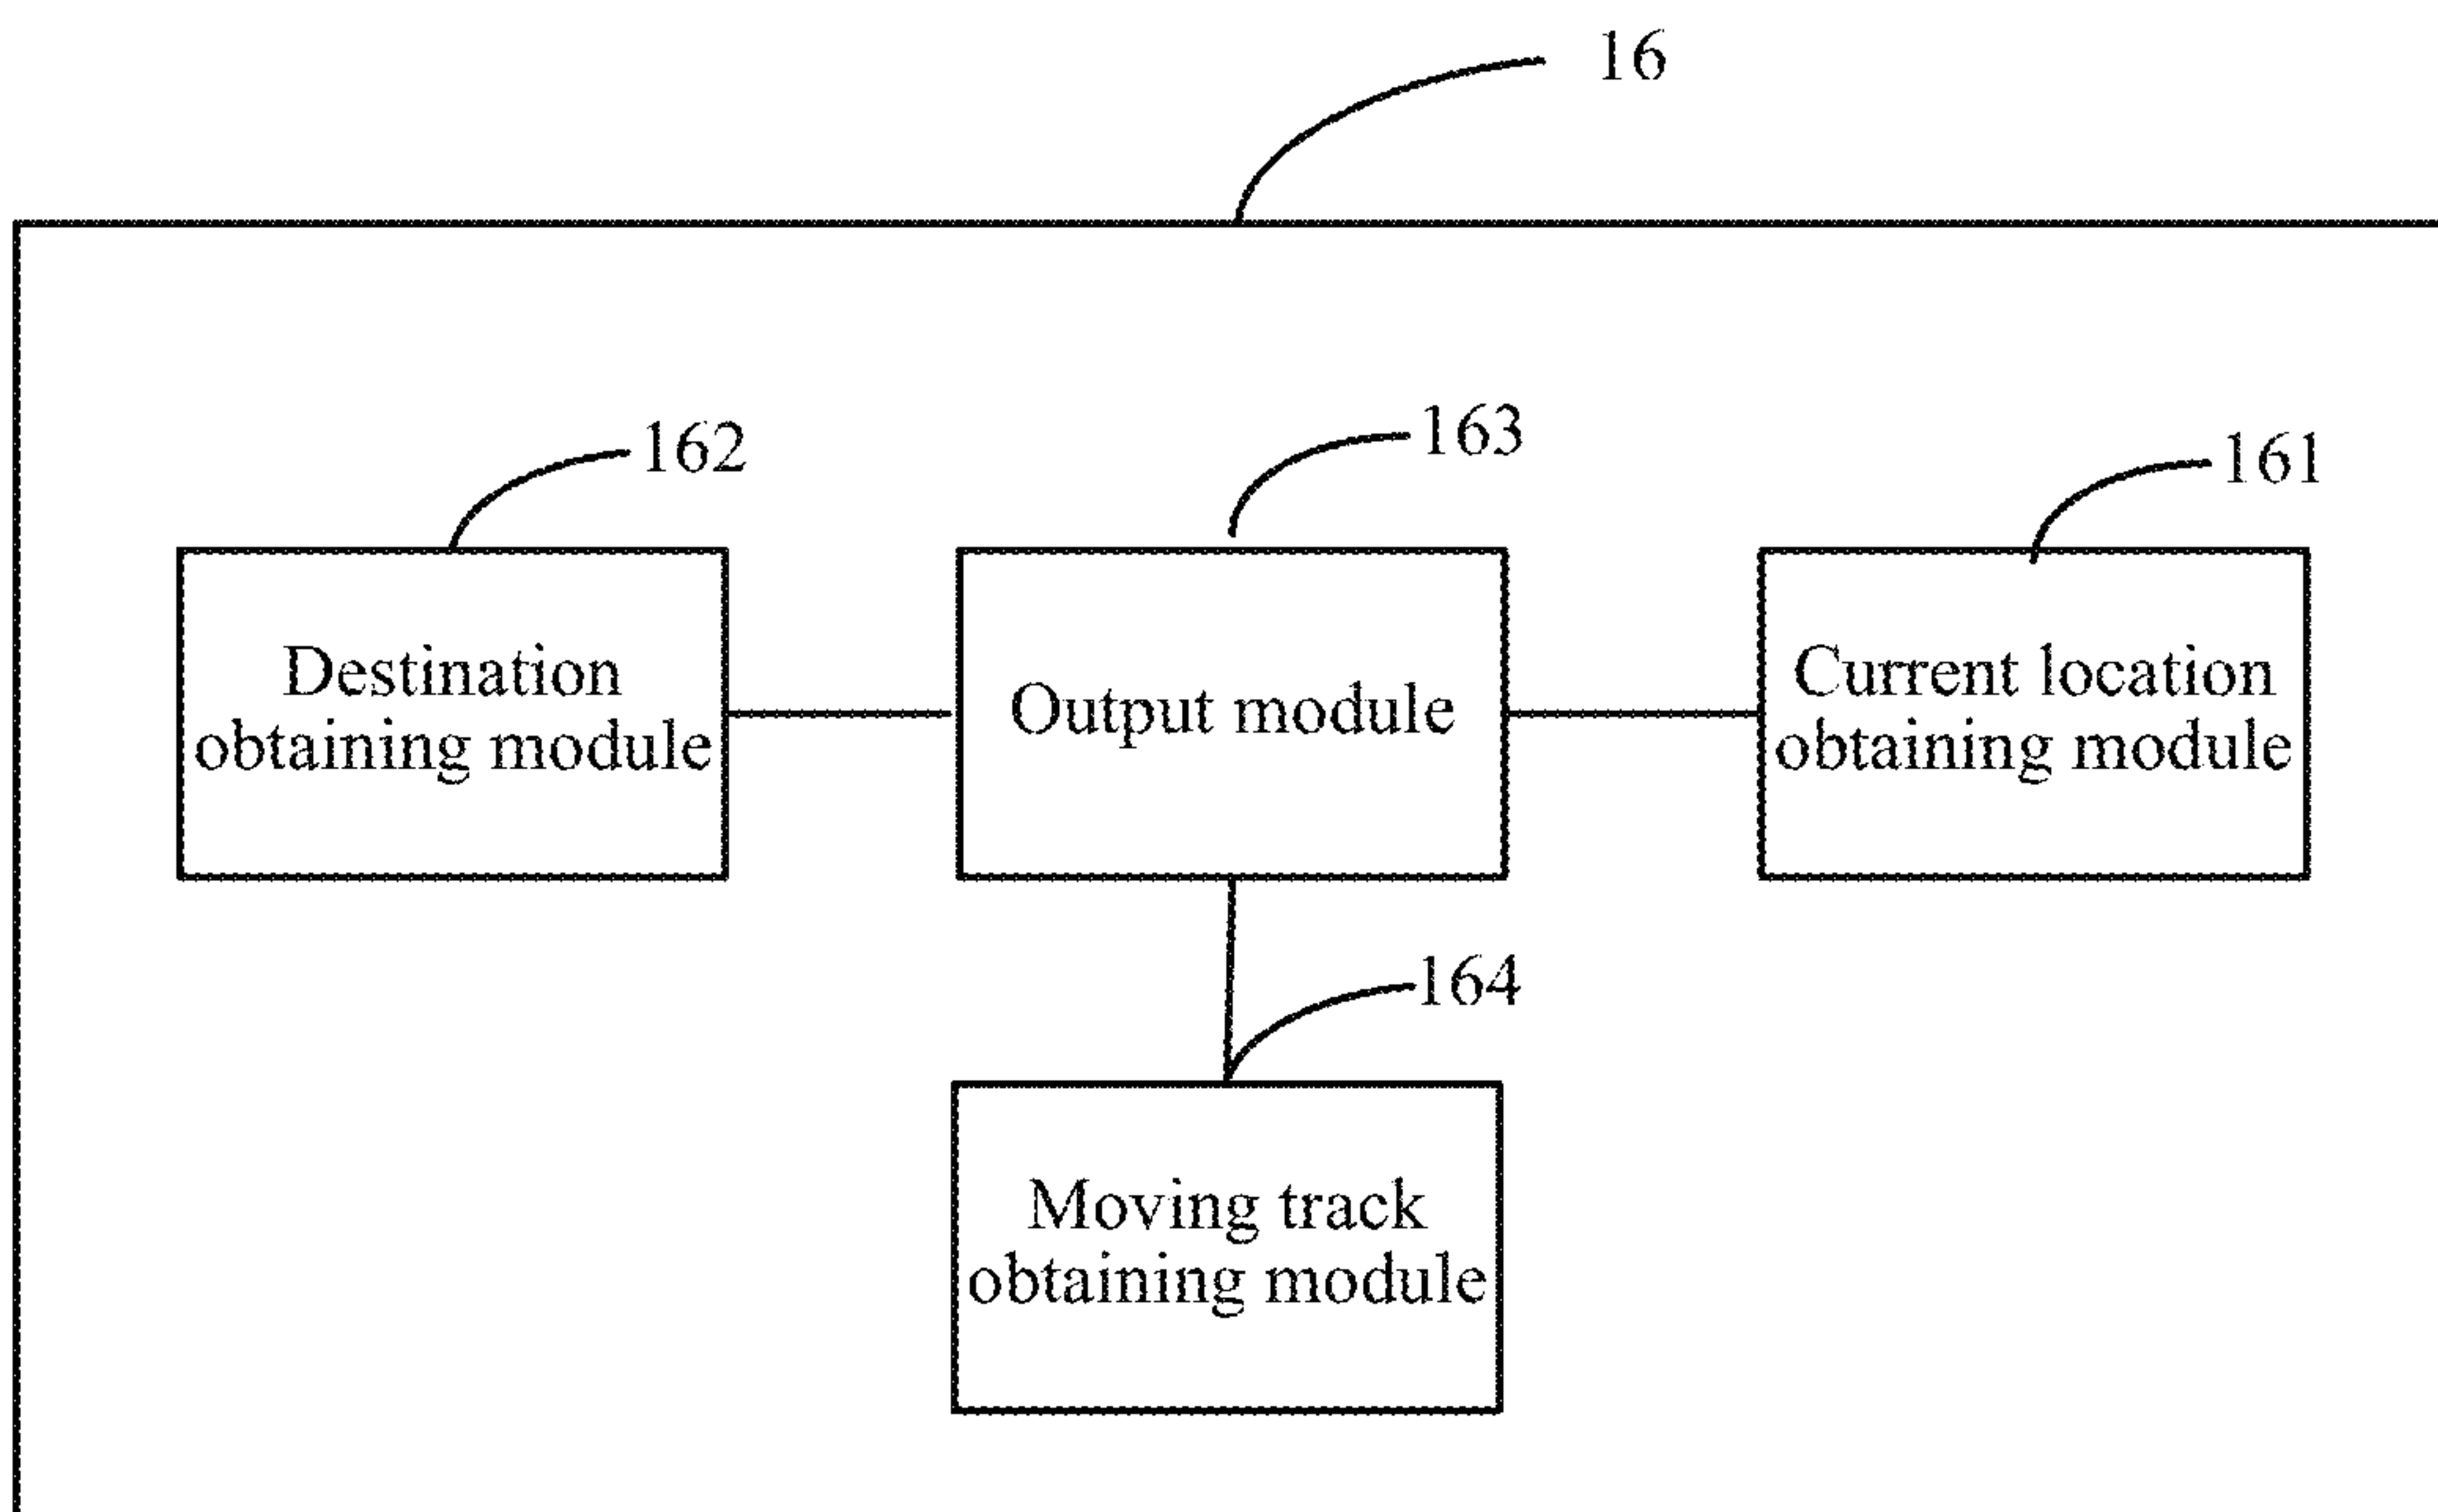 16
162
163
161
Destination
obtaining module
Output module
Current location
obtaining module
164
Moving track
obtaining module